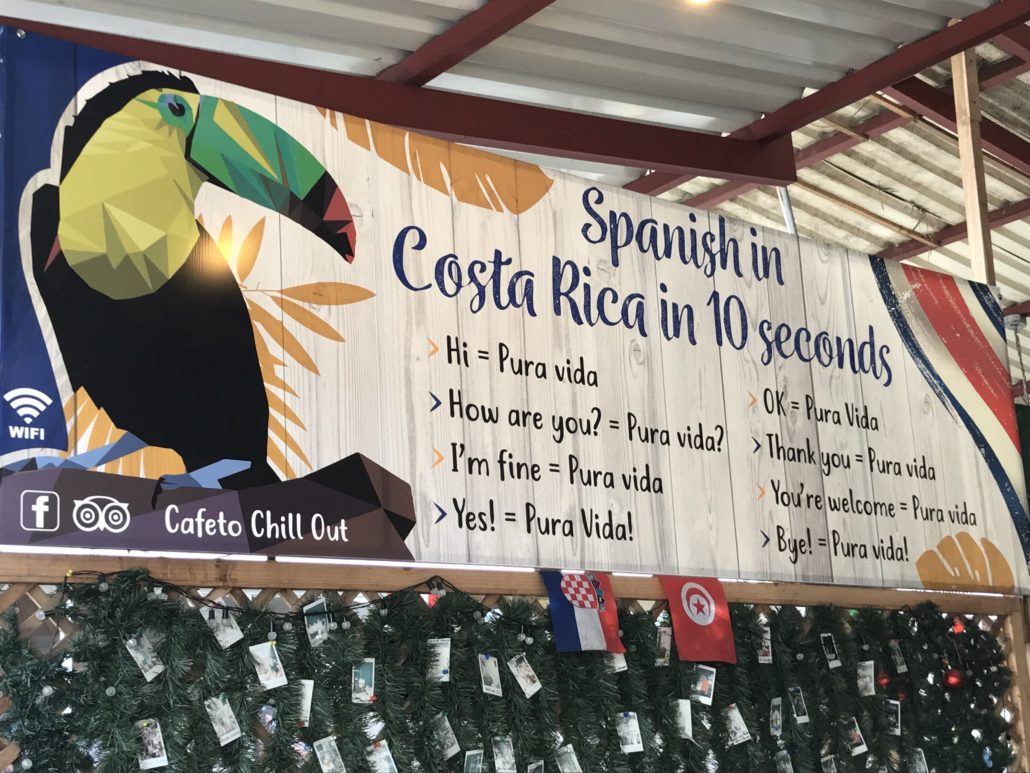 Spanish in
Costa Rica in 10 seconds
Hi = Pura vida
How are you? = Pura vida?
I'm fine = Pura vida
Yes! = Pura Vida!
OK = Pura Vida
Thank you = Pura vida
You're welcome = Pura vida
Bye! = Pura vida!
WIFI
f
Cafeto Chill Out